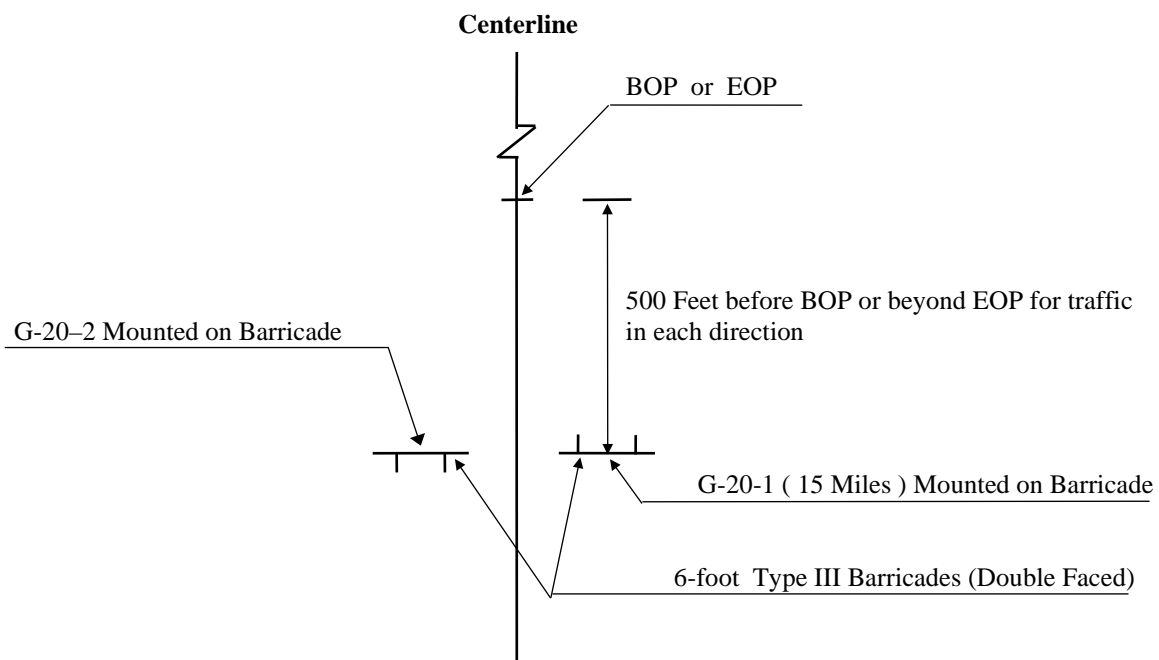 Centerline
BOP or EOP
500 Feet before BOP or beyond EOP for traffic
in each direction
G-20–2 Mounted on Barricade
G-20-1 ( 15 Miles ) Mounted on Barricade
6-foot Type III Barricades (Double Faced)